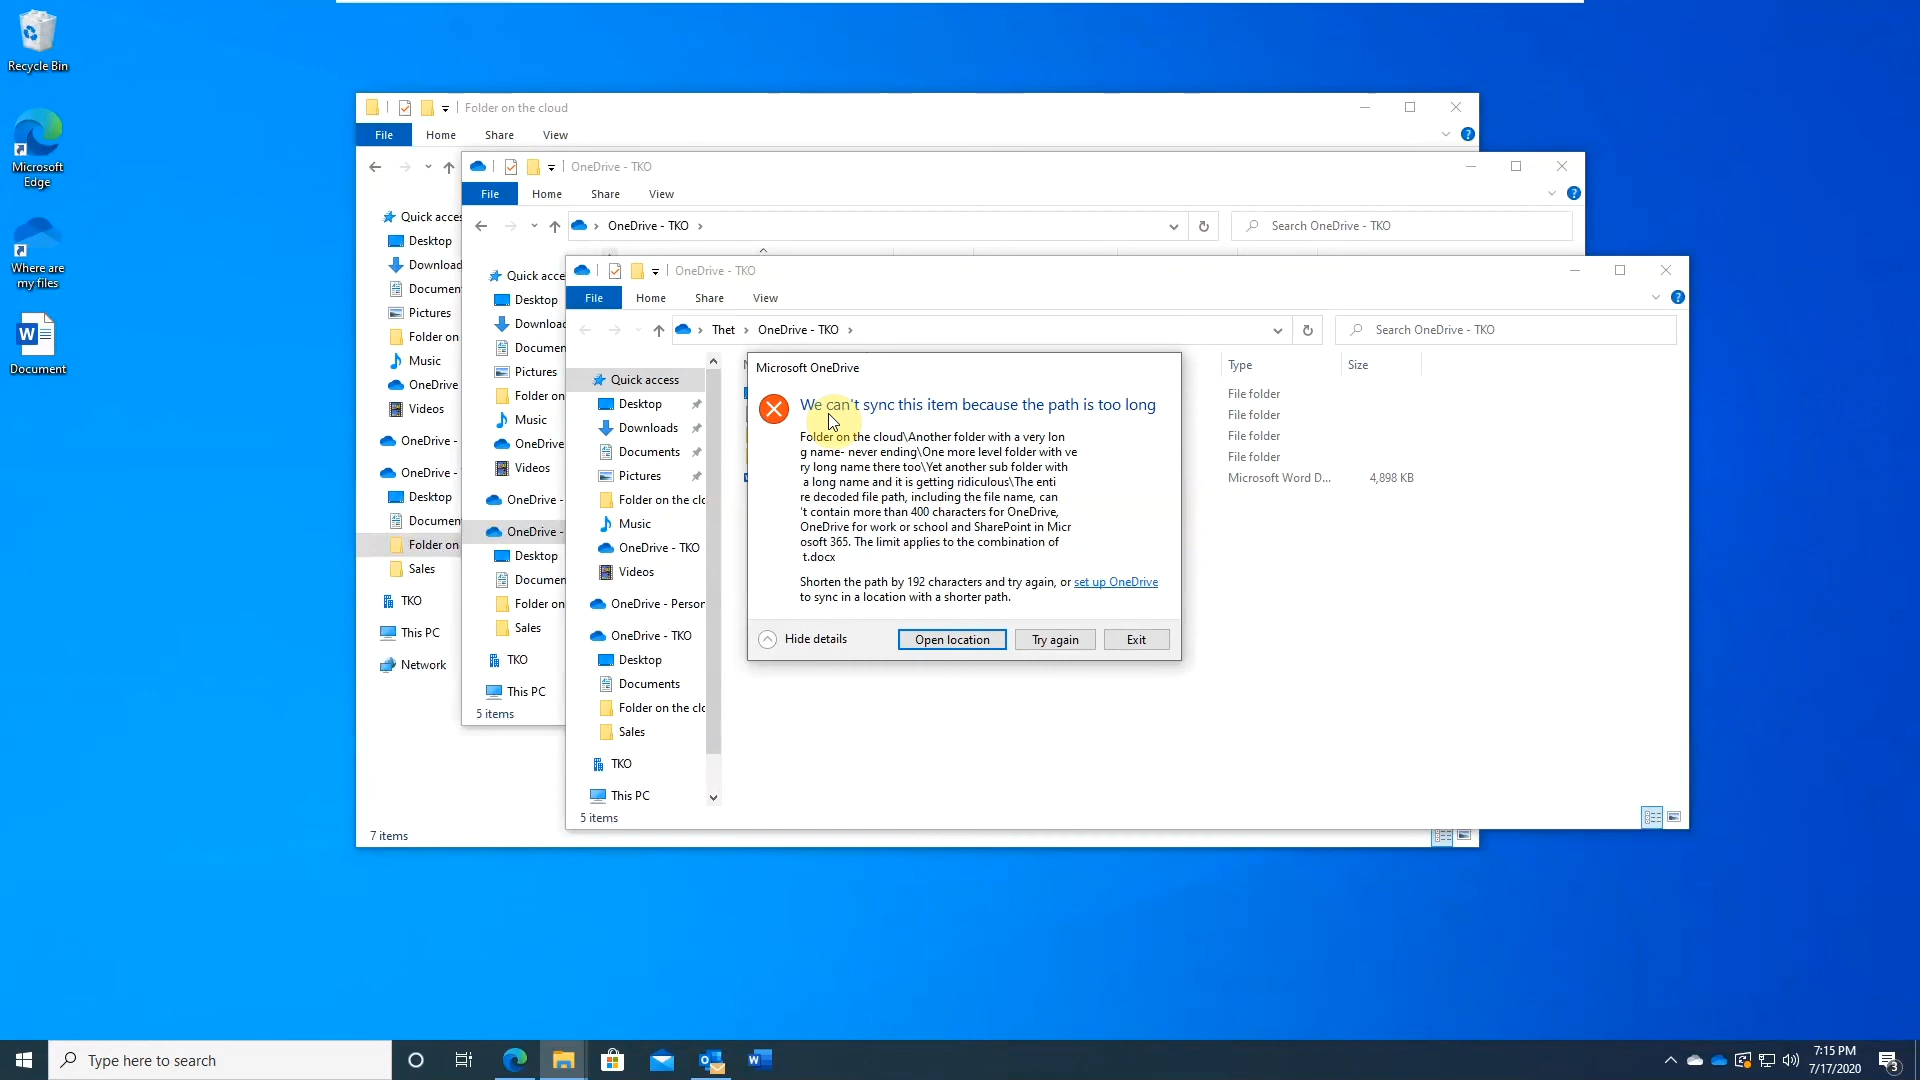 Recycle Bin
Microsoft
Edge
Where are
my files
Document
Folder on the cloud
File Home Share View
Quick acces
Desktop
Download
Documen
Pictures
Folder on
Music
OneDrive
Videos
OneDrive -
OneDrive -
Desktop
Documen
Folder on
Sales
TKO
This PC
Network
7 items
OneDrive - TKO
File Home Share View
OneDrive - TKO
Search OneDrive - TKO
Quick acce
Desktop
Downloac
Documen
Pictures
Folder on
Music
OneDrive
Videos
OneDrive -
OneDrive -
Desktop
Documen
Folder on
Sales
TKO
This PC
5 items
OneDrive - TKO
File Home Share View
Thet OneDrive - TKO
Search OneDrive - TKO
Quick access
Desktop
Downloads
Documents
Pictures
Folder on the clo
Music
OneDrive - TKO
Videos
OneDrive - Person
OneDrive - TKO
Desktop
Documents
Folder on the clo
Sales
TKO
This PC
5 items
Type Size
File folder
File folder
File folder
File folder
Microsoft Word D... 4,898 KB
Microsoft OneDrive
We can't sync this item because the path is too long
Folder on the cloud\Another folder with a very lon
g name- never ending\One more level folder with ve
ry long name there too\Yet another sub folder with
a long name and it is getting ridiculous\The enti
re decoded file path, including the file name, can
't contain more than 400 characters for OneDrive,
OneDrive for work or school and SharePoint in Micr
osoft 365. The limit applies to the combination of
t.docx
Shorten the path by 192 characters and try again, or set up OneDrive
to sync in a location with a shorter path.
Hide details Open location Try again Exit
Type here to search
7:15 PM
7/17/2020
3